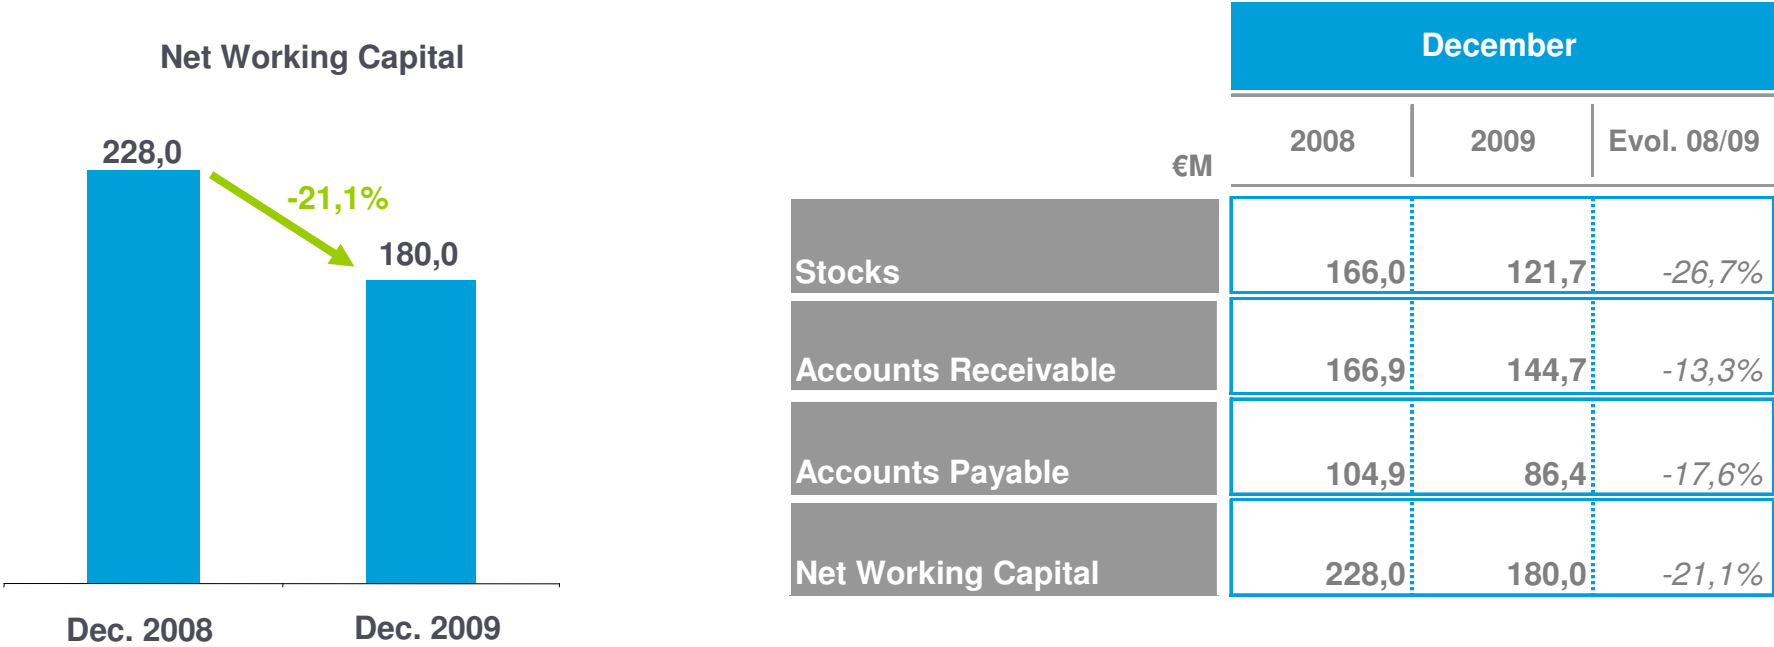 Net Working Capital
228,0
-21,1%
180,0
Dec. 2008
Dec. 2009
December
€M 2008 2009 Evol. 08/09
Stocks 166,0 121,7 -26,7%
Accounts Receivable 166,9 144,7 -13,3%
Accounts Payable 104,9 86,4 -17,6%
Net Working Capital 228,0 180,0 -21,1%